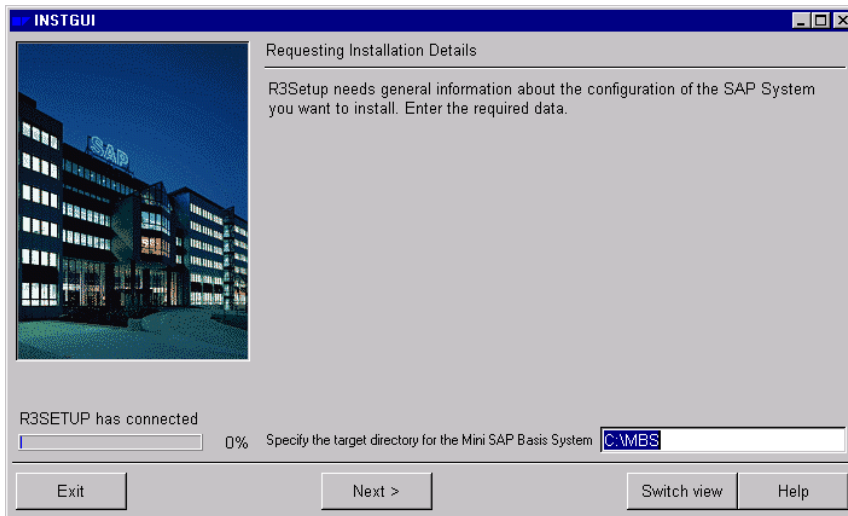 INSTGUI
Requesting Installation Details
R3Setup needs general information about the configuration of the SAP System
you want to install. Enter the required data.
SAP
R3SETUP has connected
0%
Specify the target directory for the Mini SAP Basis System
C:\MBS
Exit
Next >
Switch view
Help